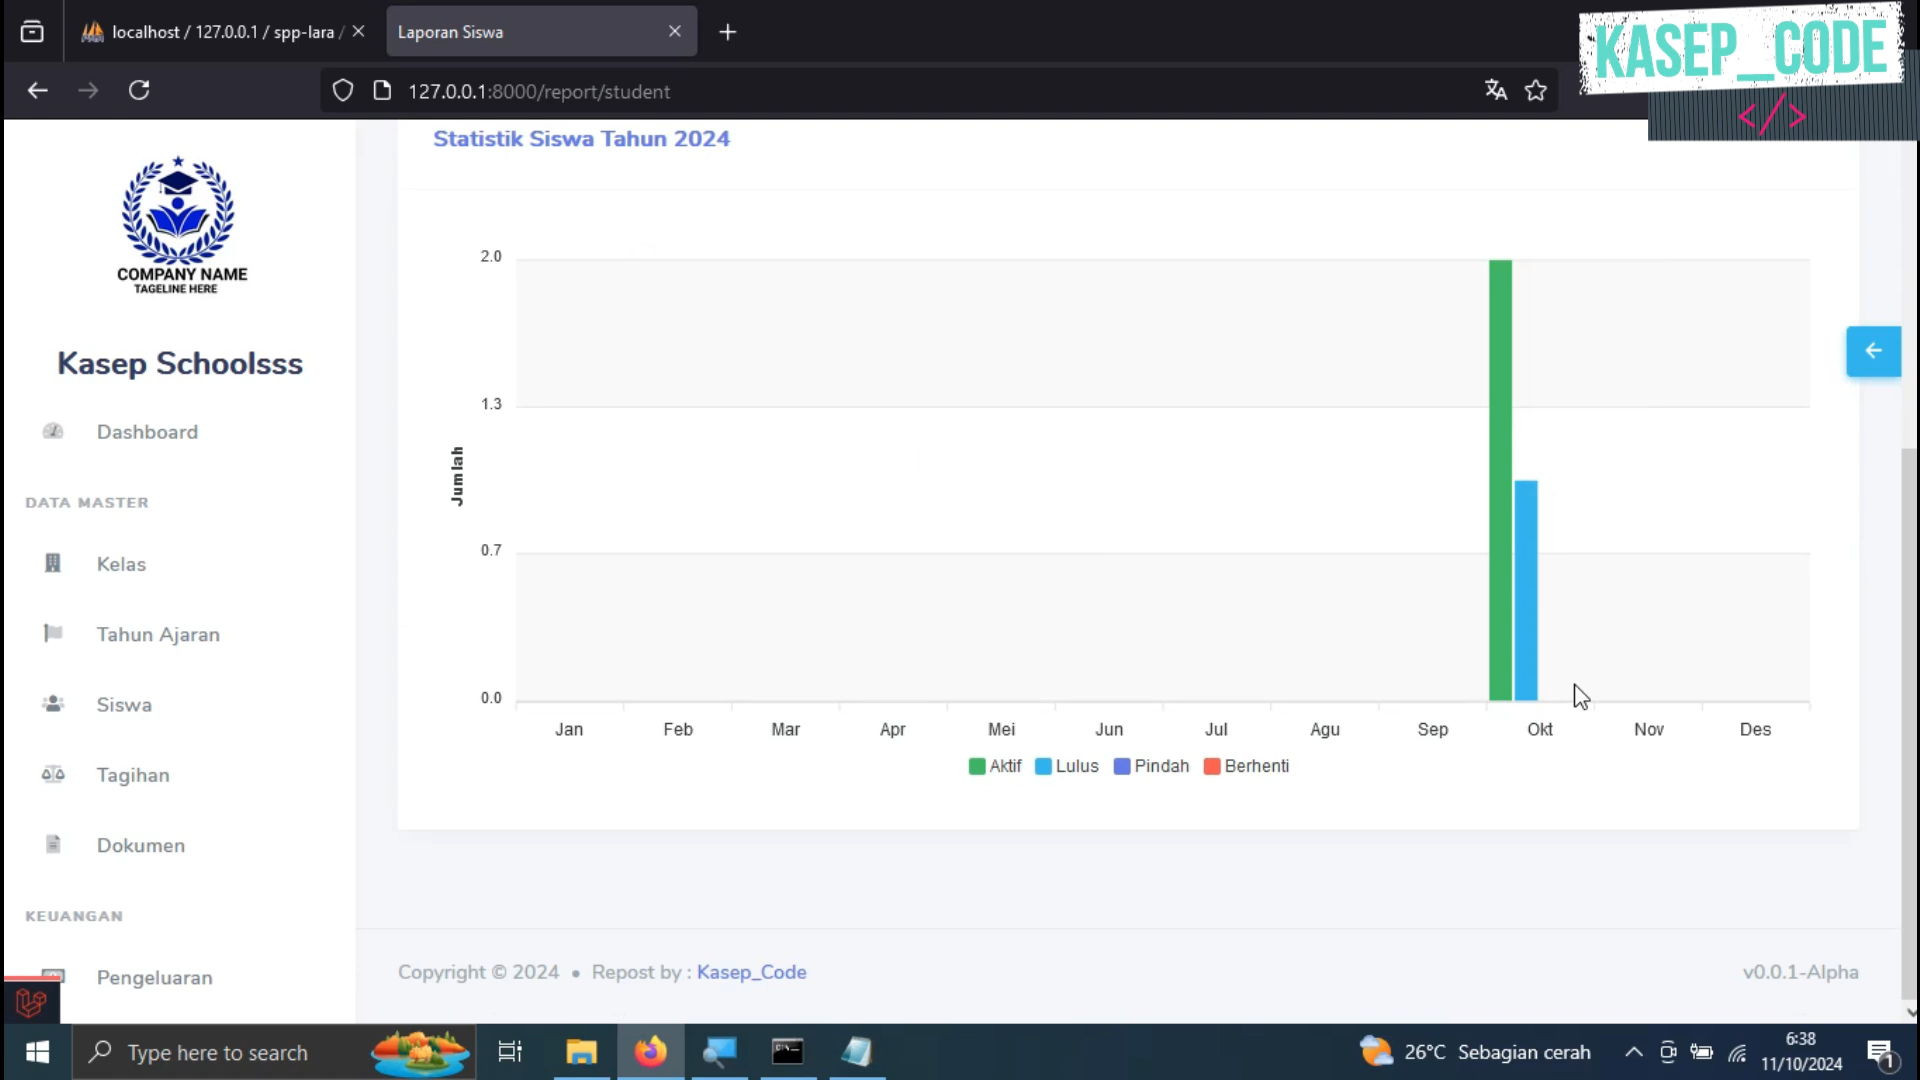 localhost / 127.0.0.1 / spp-lara /
Laporan Siswa
127.0.0.1:8000/report/student
KASEP_CODE
</>
COMPANY NAME
TAGELINE HERE
Kasep Schoolsss
Dashboard
DATA MASTER
Kelas
Tahun Ajaran
Siswa
Tagihan
Dokumen
KEUANGAN
Pengeluaran
Statistik Siswa Tahun 2024
2.0
1.3
0.7
0.0
Jumlah
Jan Feb Mar Apr Mei Jun Jul Agu Sep Okt Nov Des
Aktif Lulus Pindah Berhenti
Copyright © 2024 • Repost by : Kasep_Code
v0.0.1-Alpha
Type here to search
26°C Sebagian cerah
6:38
11/10/2024
1